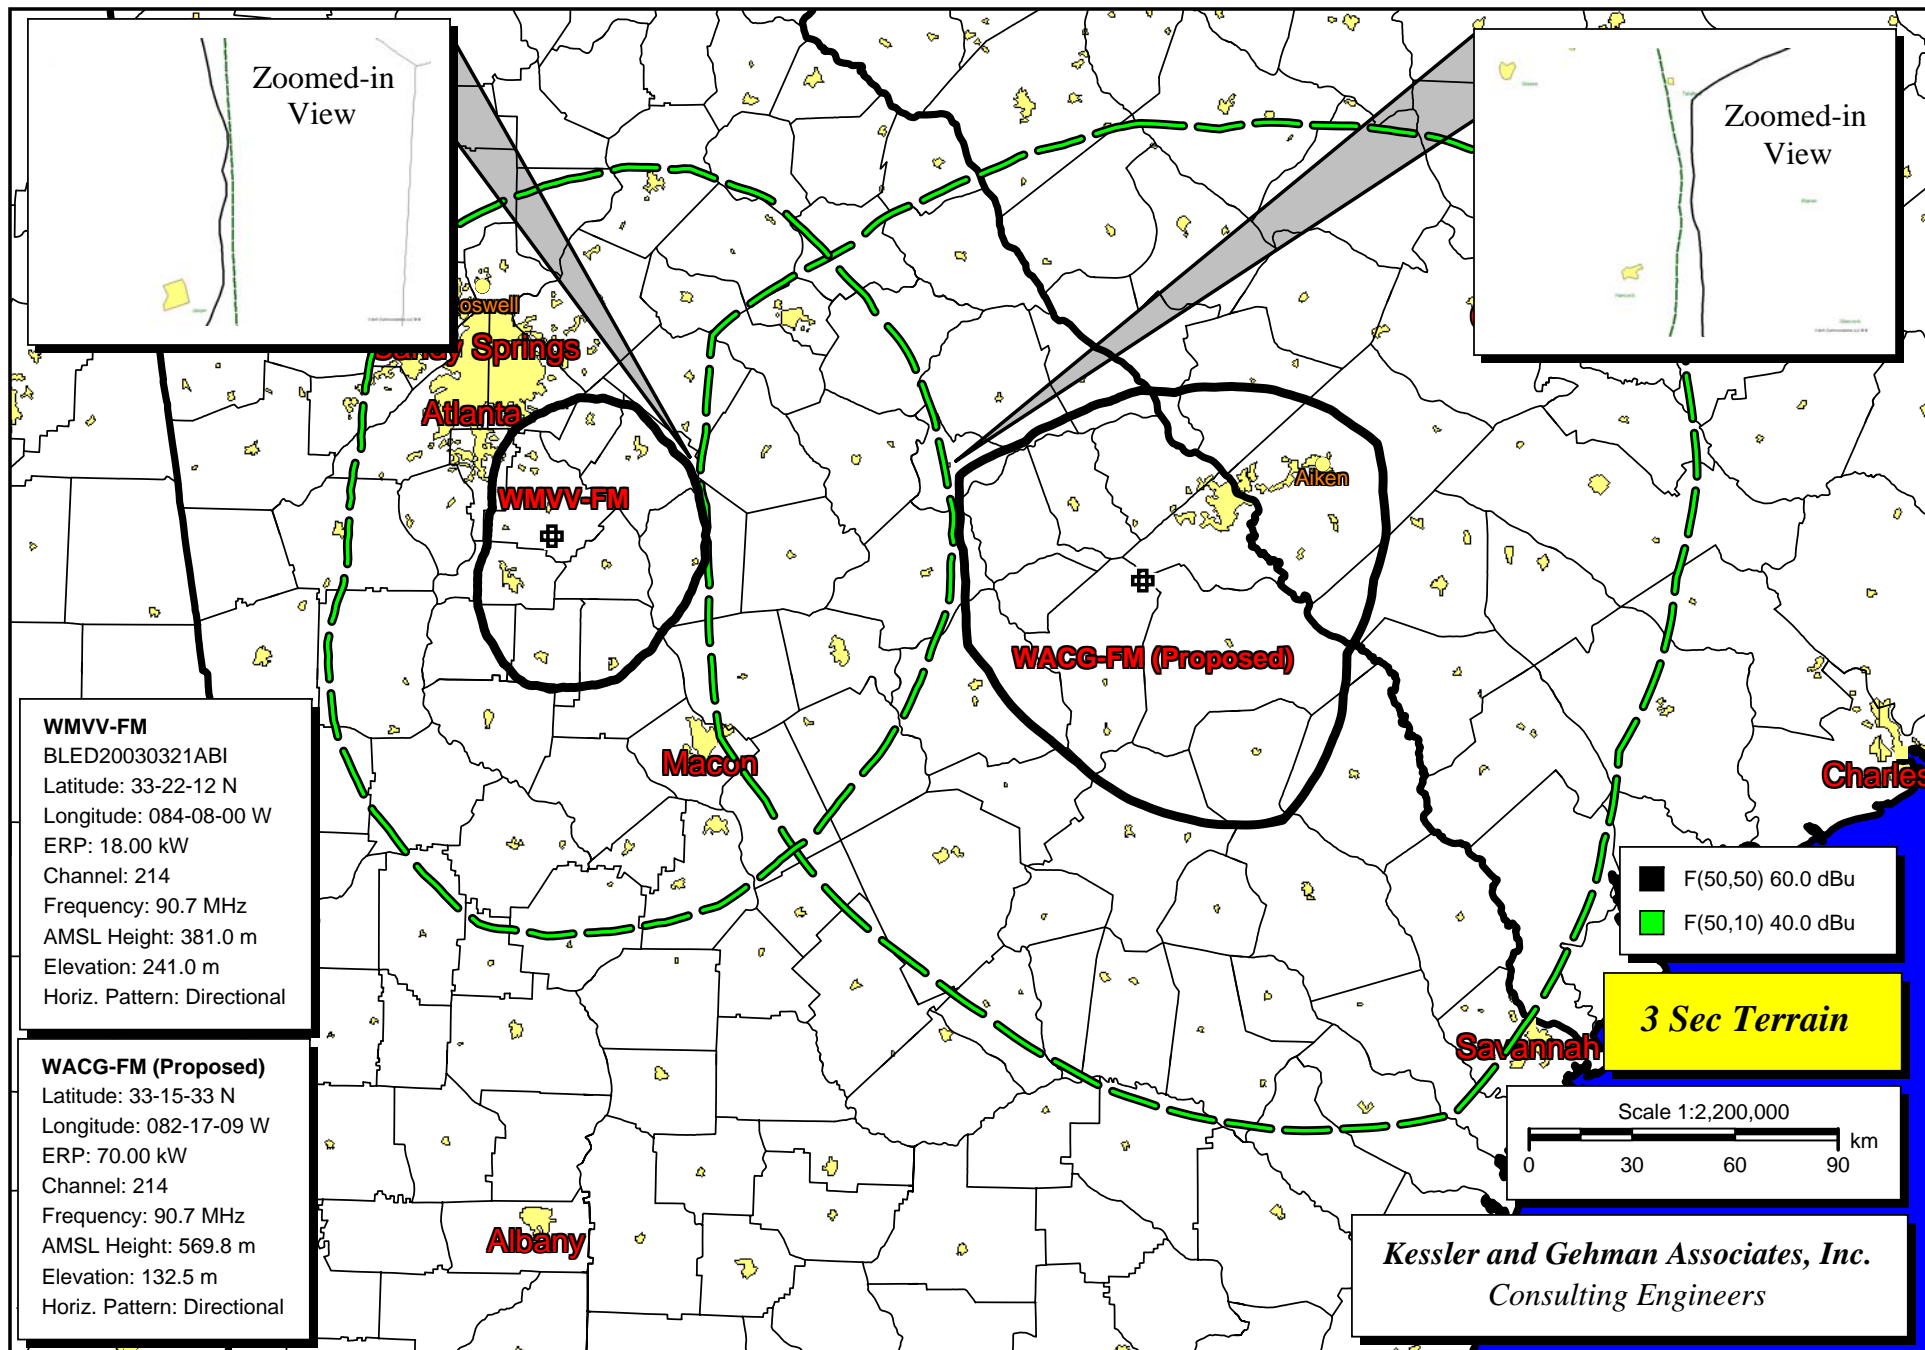 Zoomed-in
View
Zoomed-in
View
oswell
Sandy Springs
Atlanta
WMVV-FM
Aiken
WACG-FM (Proposed)
Macon
Charles
Savannah
Albany
WMVV-FM
BLED20030321ABI
Latitude: 33-22-12 N
Longitude: 084-08-00 W
ERP: 18.00 kW
Channel: 214
Frequency: 90.7 MHz
AMSL Height: 381.0 m
Elevation: 241.0 m
Horiz. Pattern: Directional
WACG-FM (Proposed)
Latitude: 33-15-33 N
Longitude: 082-17-09 W
ERP: 70.00 kW
Channel: 214
Frequency: 90.7 MHz
AMSL Height: 569.8 m
Elevation: 132.5 m
Horiz. Pattern: Directional
F(50,50) 60.0 dBu
F(50,10) 40.0 dBu
3 Sec Terrain
Scale 1:2,200,000
km
0 30 60 90
Kessler and Gehman Associates, Inc.
Consulting Engineers